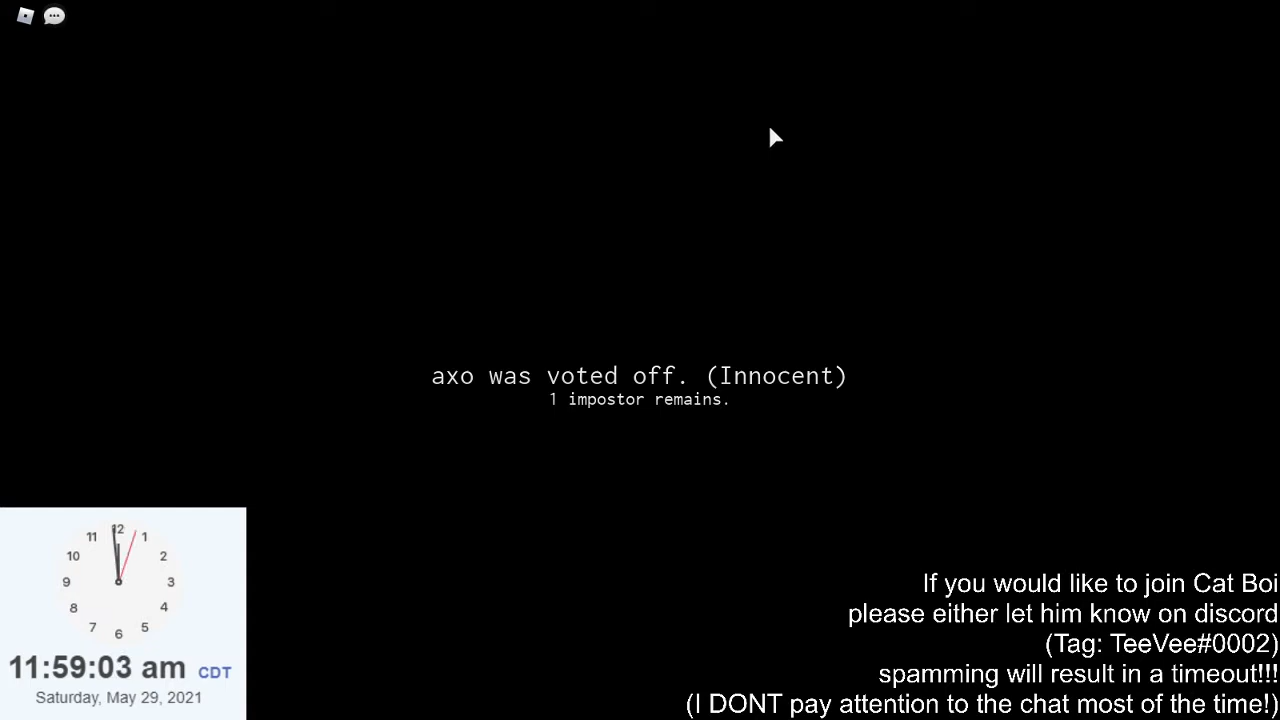 axo was voted off. (Innocent)
1 impostor remains.
12
11
1
10
2
9
3
8
4
7
5
6
11:59:03 am CDT
Saturday, May 29, 2021
If you would like to join Cat Boi
please either let him know on discord
(Tag: TeeVee#0002)
spamming will result in a timeout!!!
(I DONT pay attention to the chat most of the time!)